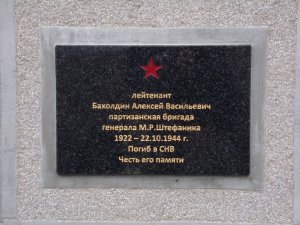 лейтенант
Бахолдин Алексей Васильевич
партизанская бригада
генерала М.Р.Штефаника
1922 – 22.10.1944 г.
Погиб в СНВ
Честь его памяти